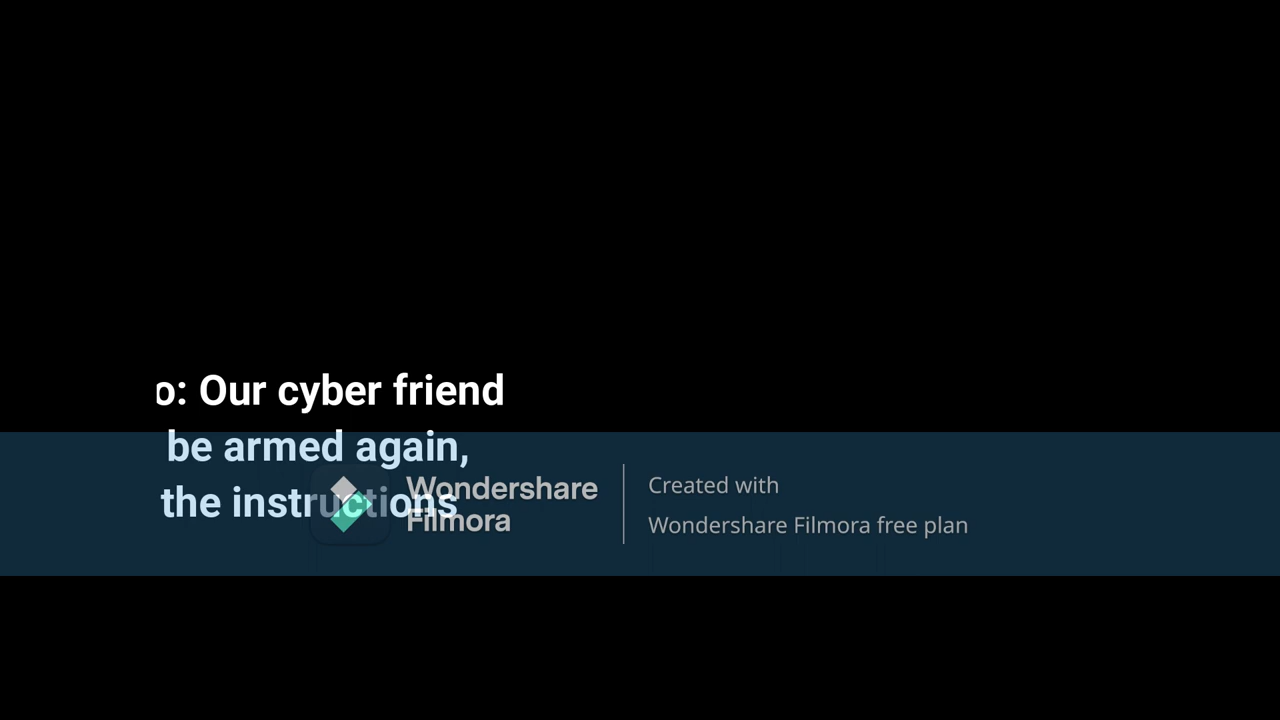 o: Our cyber friend
be armed again,
the instructions
Wondershare
Filmora
Created with
Wondershare Filmora free plan